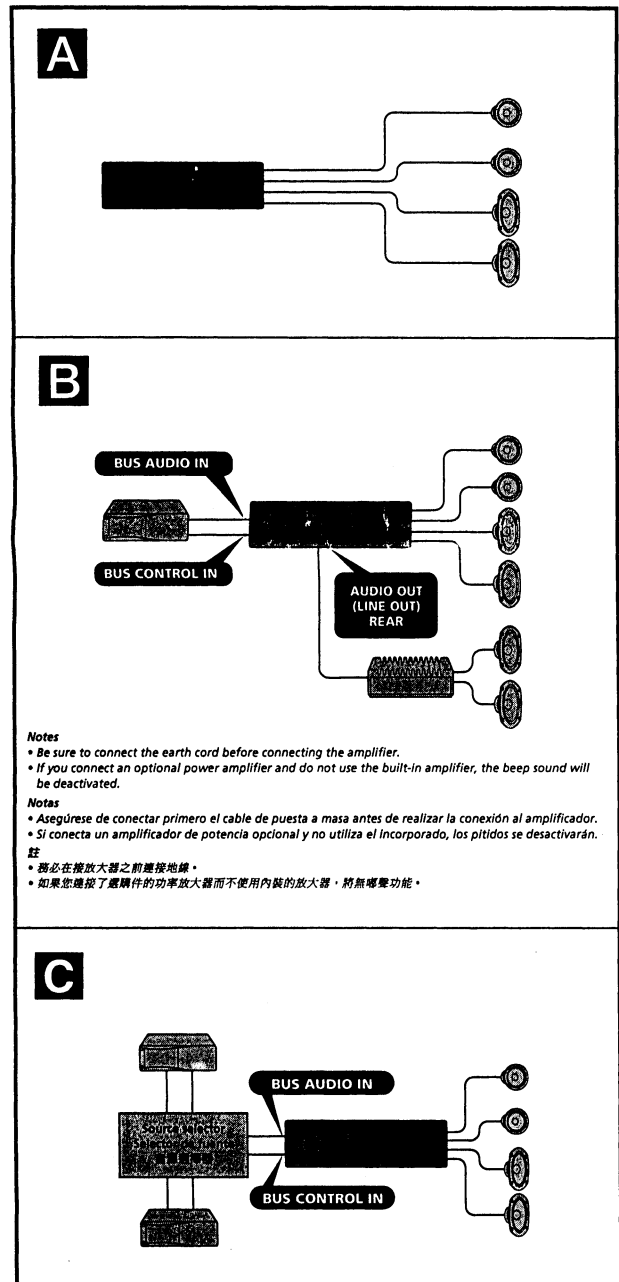 A
B
BUS AUDIO IN
BUS CONTROL IN
AUDIO OUT
(LINE OUT)
REAR
Notes
• Be sure to connect the earth cord before connecting the amplifier.
• If you connect an optional power amplifier and do not use the built-in amplifier, the beep sound will
be deactivated.
Notas
• Asegúrese de conectar primero el cable de puesta a masa antes de realizar la conexión al amplificador.
• Si conecta un amplificador de potencia opcional y no utiliza el incorporado, los pitidos se desactivarán.
註
• 務必在接放大器之前連接地線。
• 如果您連接了選購件的功率放大器而不使用內裝的放大器，將無嘟聲功能。
C
BUS AUDIO IN
Source selector
Selector de fuente
BUS CONTROL IN